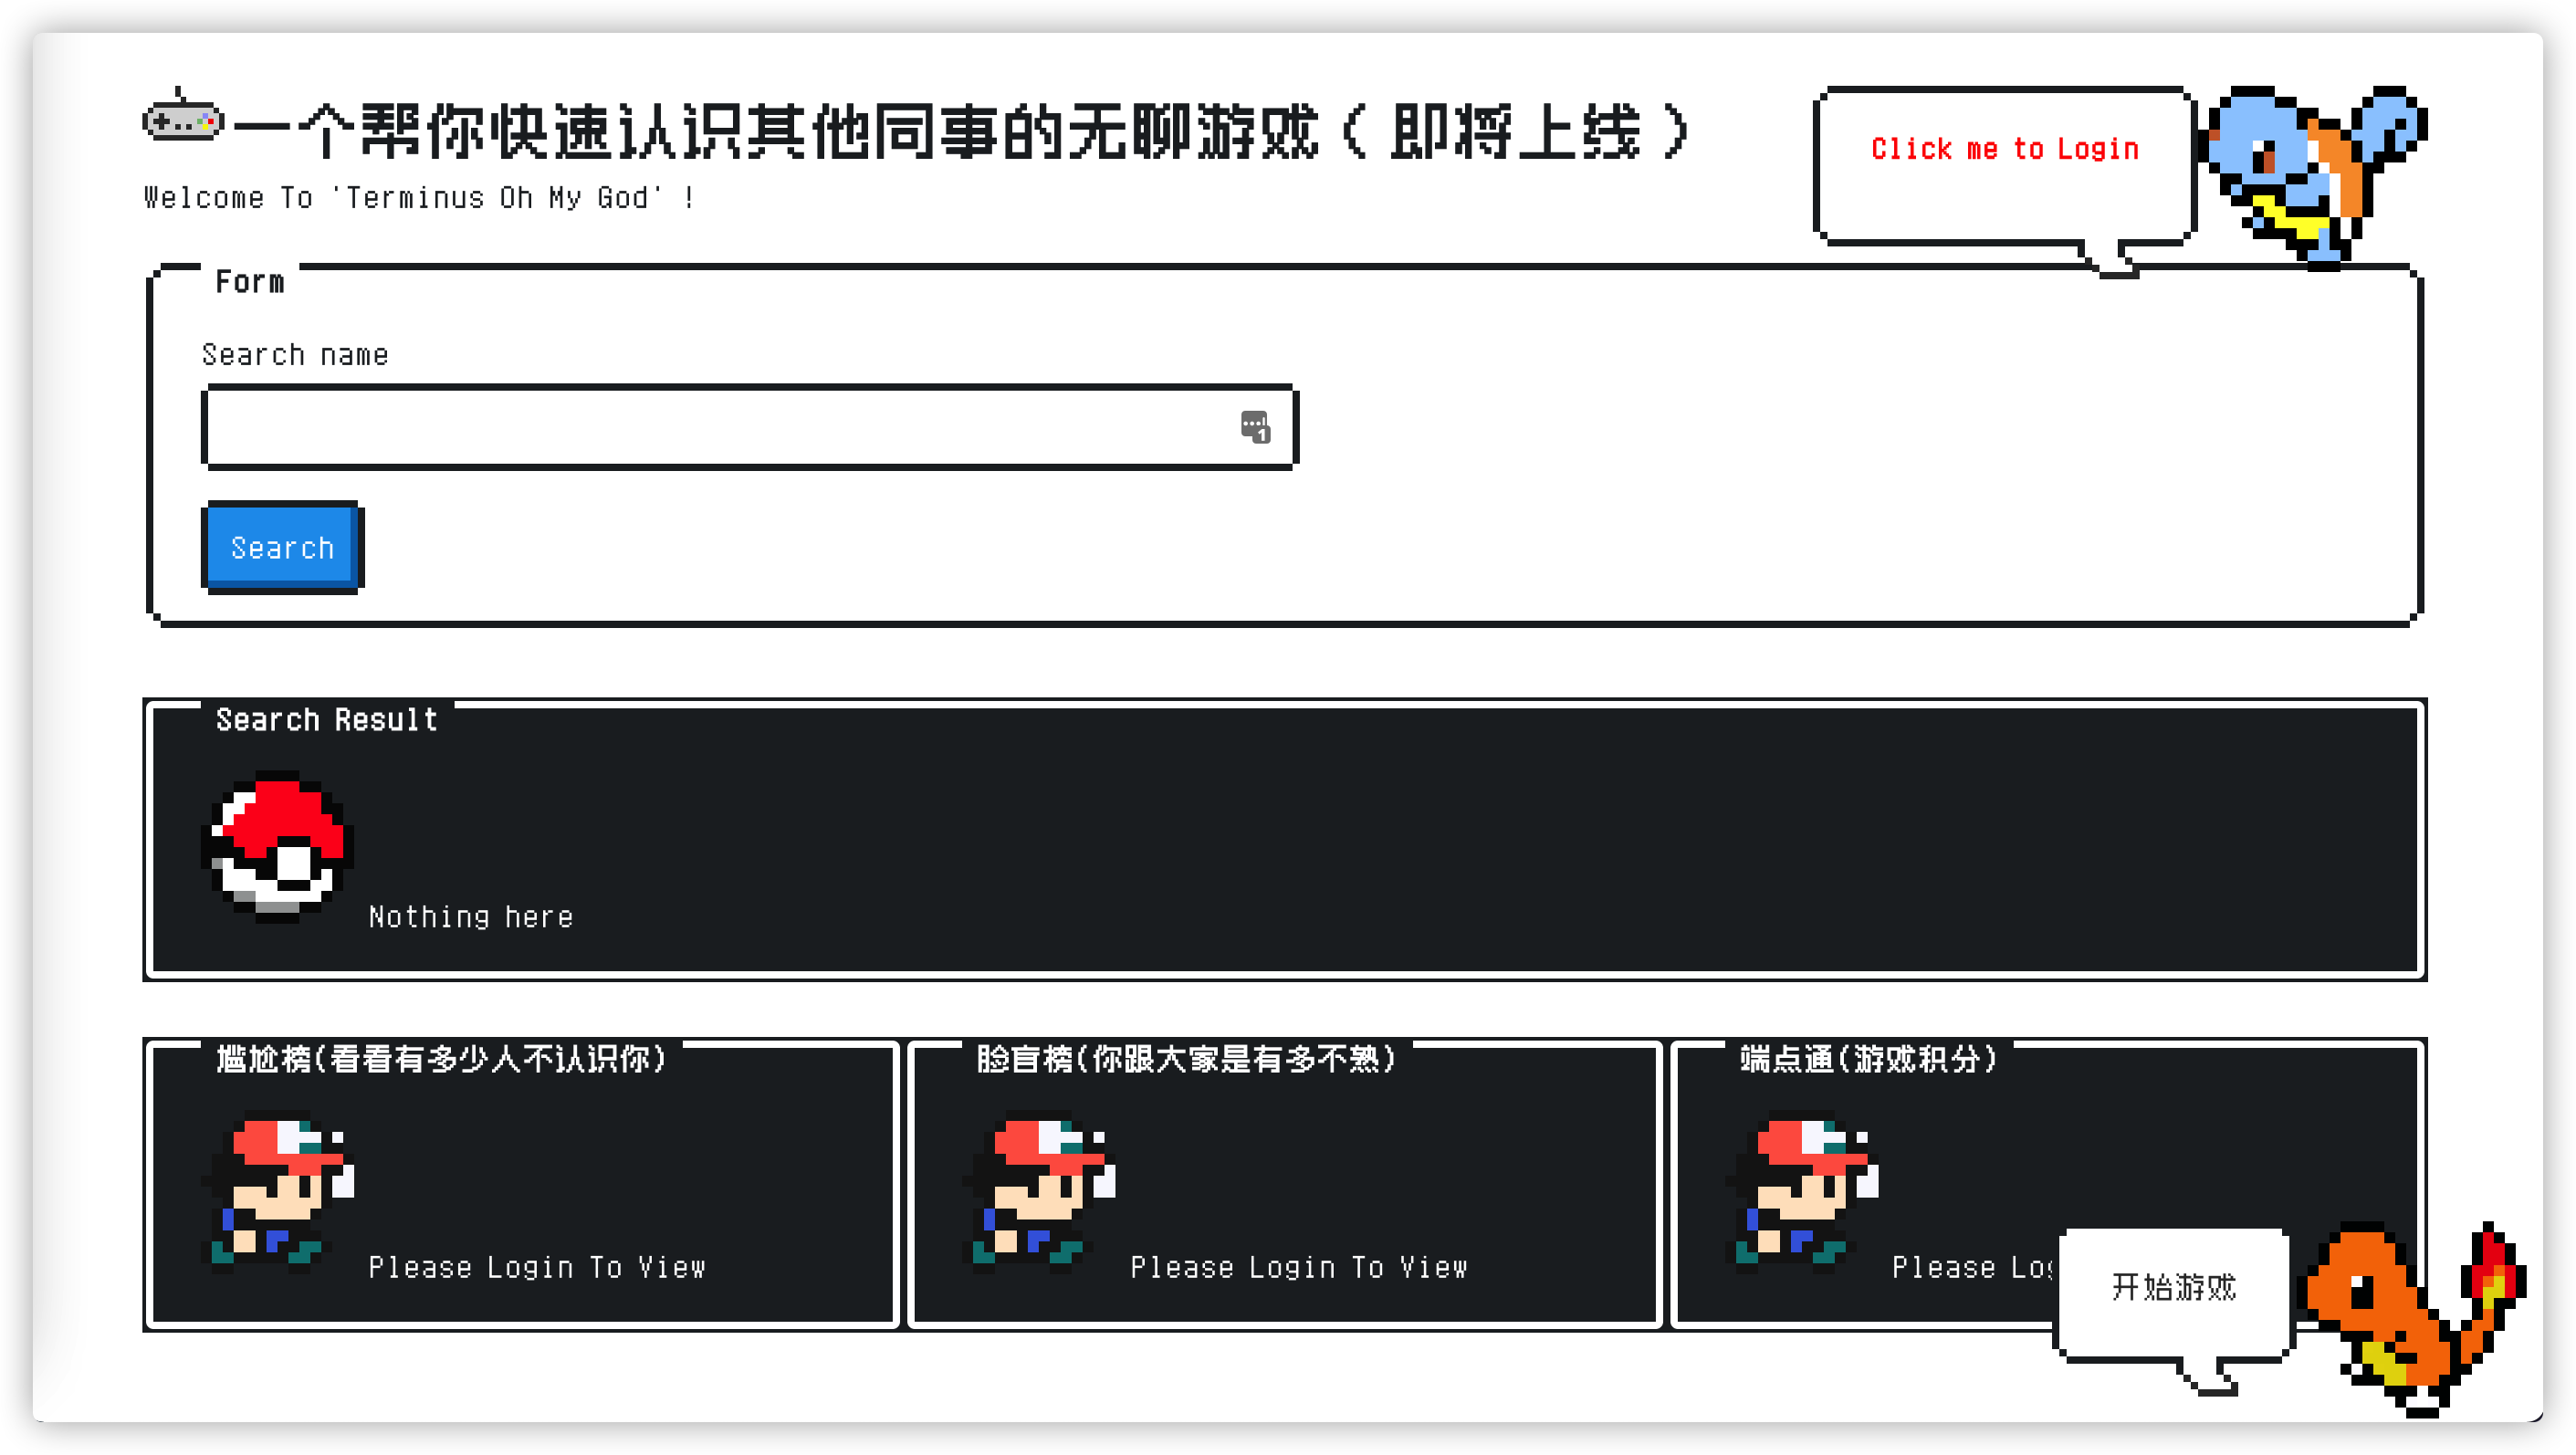 一个帮你快速认识其他同事的无聊游戏(即将上线)
Click me to Login
Welcome To 'Terminus Oh My God' !
Form
Search name
1
Search
Search Result
Nothing here
尴尬榜(看看有多少人不认识你)
脸盲榜(你跟大家是有多不熟)
端点通(游戏积分)
Please Login To View
Please Login To View
Please Log
开始游戏